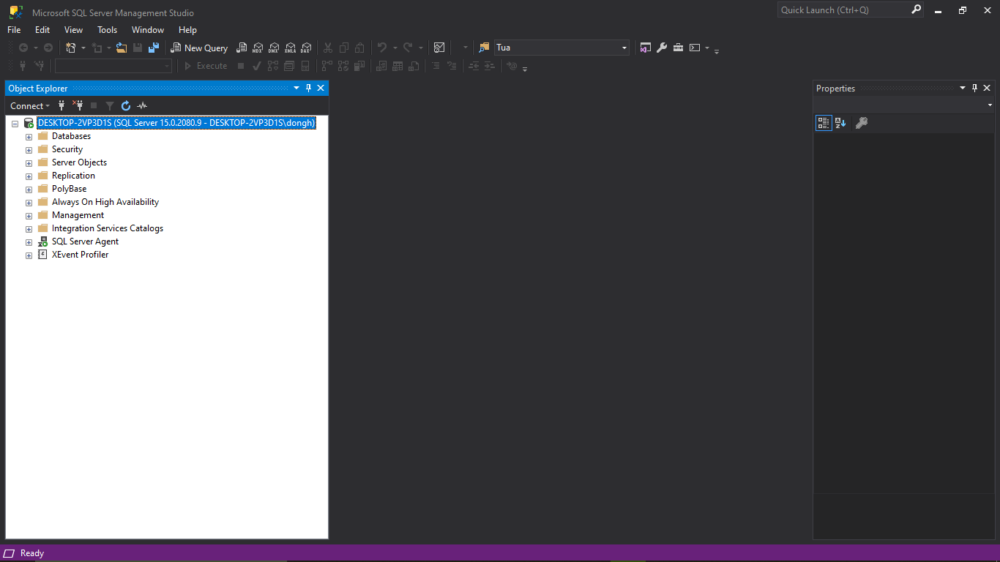 Microsoft SQL Server Management Studio
Quick Launch (Ctrl+Q)
File Edit View Tools Window Help
New Query MDX DMX XMLA DAX Tua
Execute
Object Explorer
Connect
DESKTOP-2VP3D1S (SQL Server 15.0.2080.9 - DESKTOP-2VP3D1S\dongh)
Databases
Security
Server Objects
Replication
PolyBase
Always On High Availability
Management
Integration Services Catalogs
SQL Server Agent
XEvent Profiler
Properties
Ready